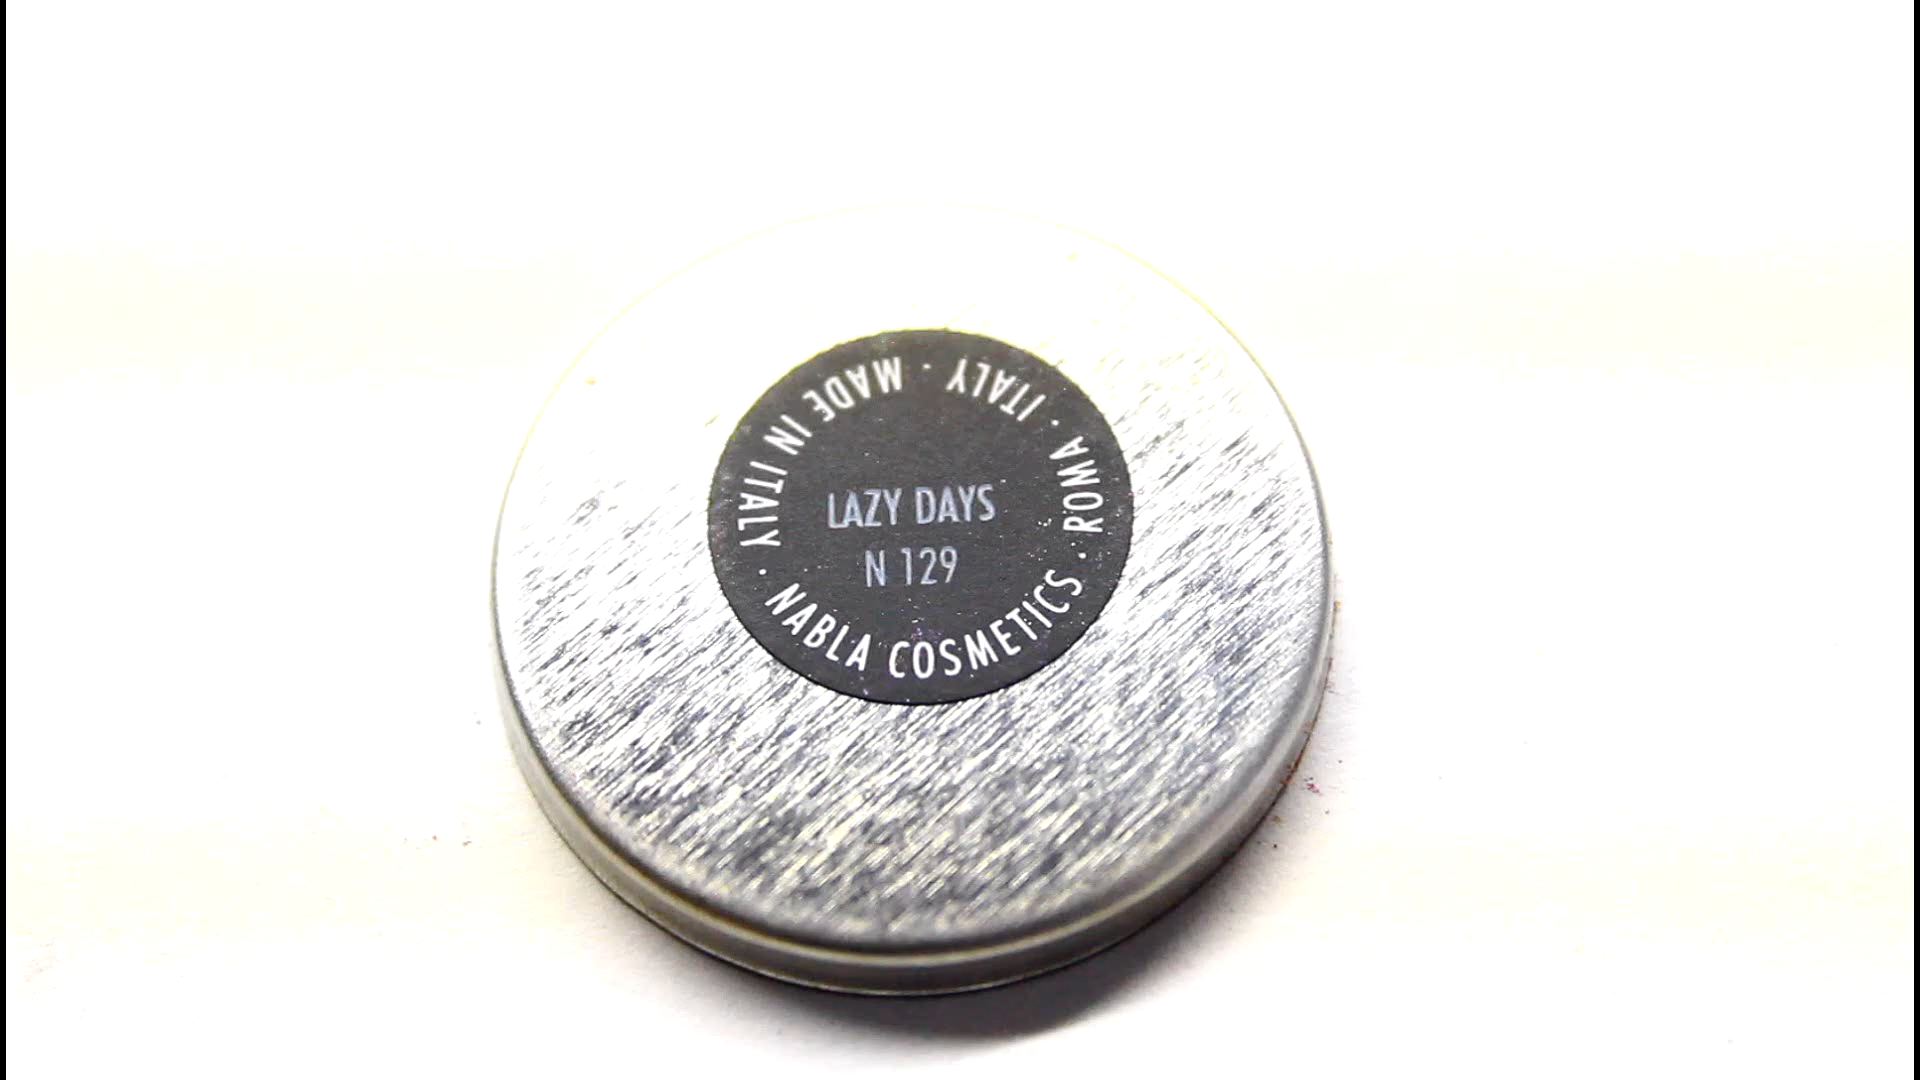 LAZY DAYS
N 129
NABLA COSMETICS · ROMA · ITALY · MADE IN ITALY ·